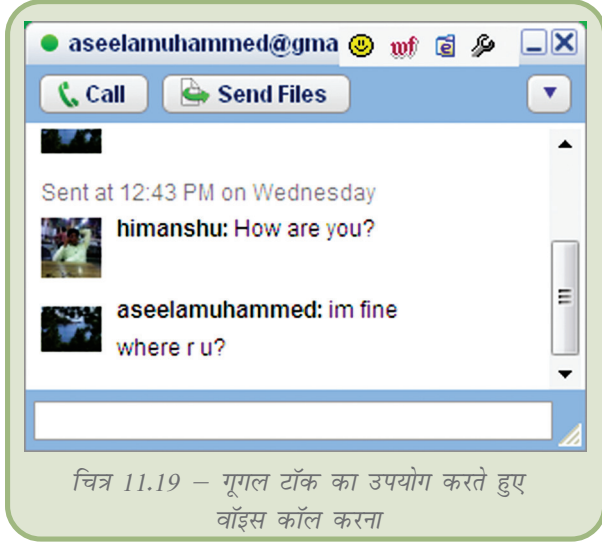 aseelamuhammed@gma
Call Send Files
Sent at 12:43 PM on Wednesday
himanshu: How are you?
aseelamuhammed: im fine
where r u?
चित्र 11.19 – गूगल टॉक का उपयोग करते हुए
वॉइस कॉल करना